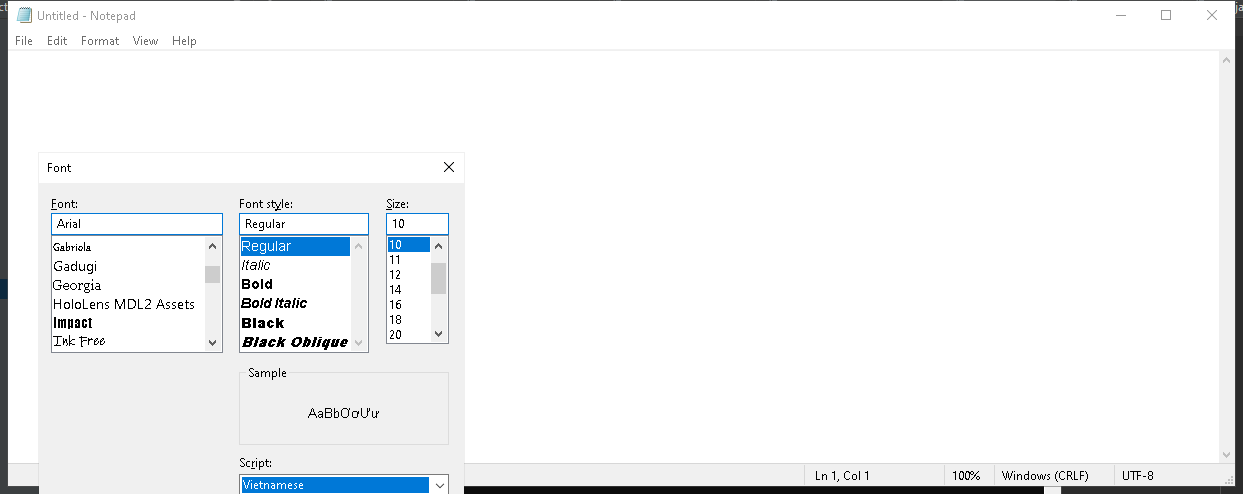 Untitled - Notepad
File Edit Format View Help
Font
Font: Font style: Size:
Arial Regular 10
Gabriola
Gadugi
Georgia
HoloLens MDL2 Assets
Impact
Ink Free
Regular
Italic
Bold
Bold Italic
Black
Black Oblique
10
11
12
14
16
18
20
Sample
AaBbƠơƯư
Script:
Vietnamese
Ln 1, Col 1 100% Windows (CRLF) UTF-8